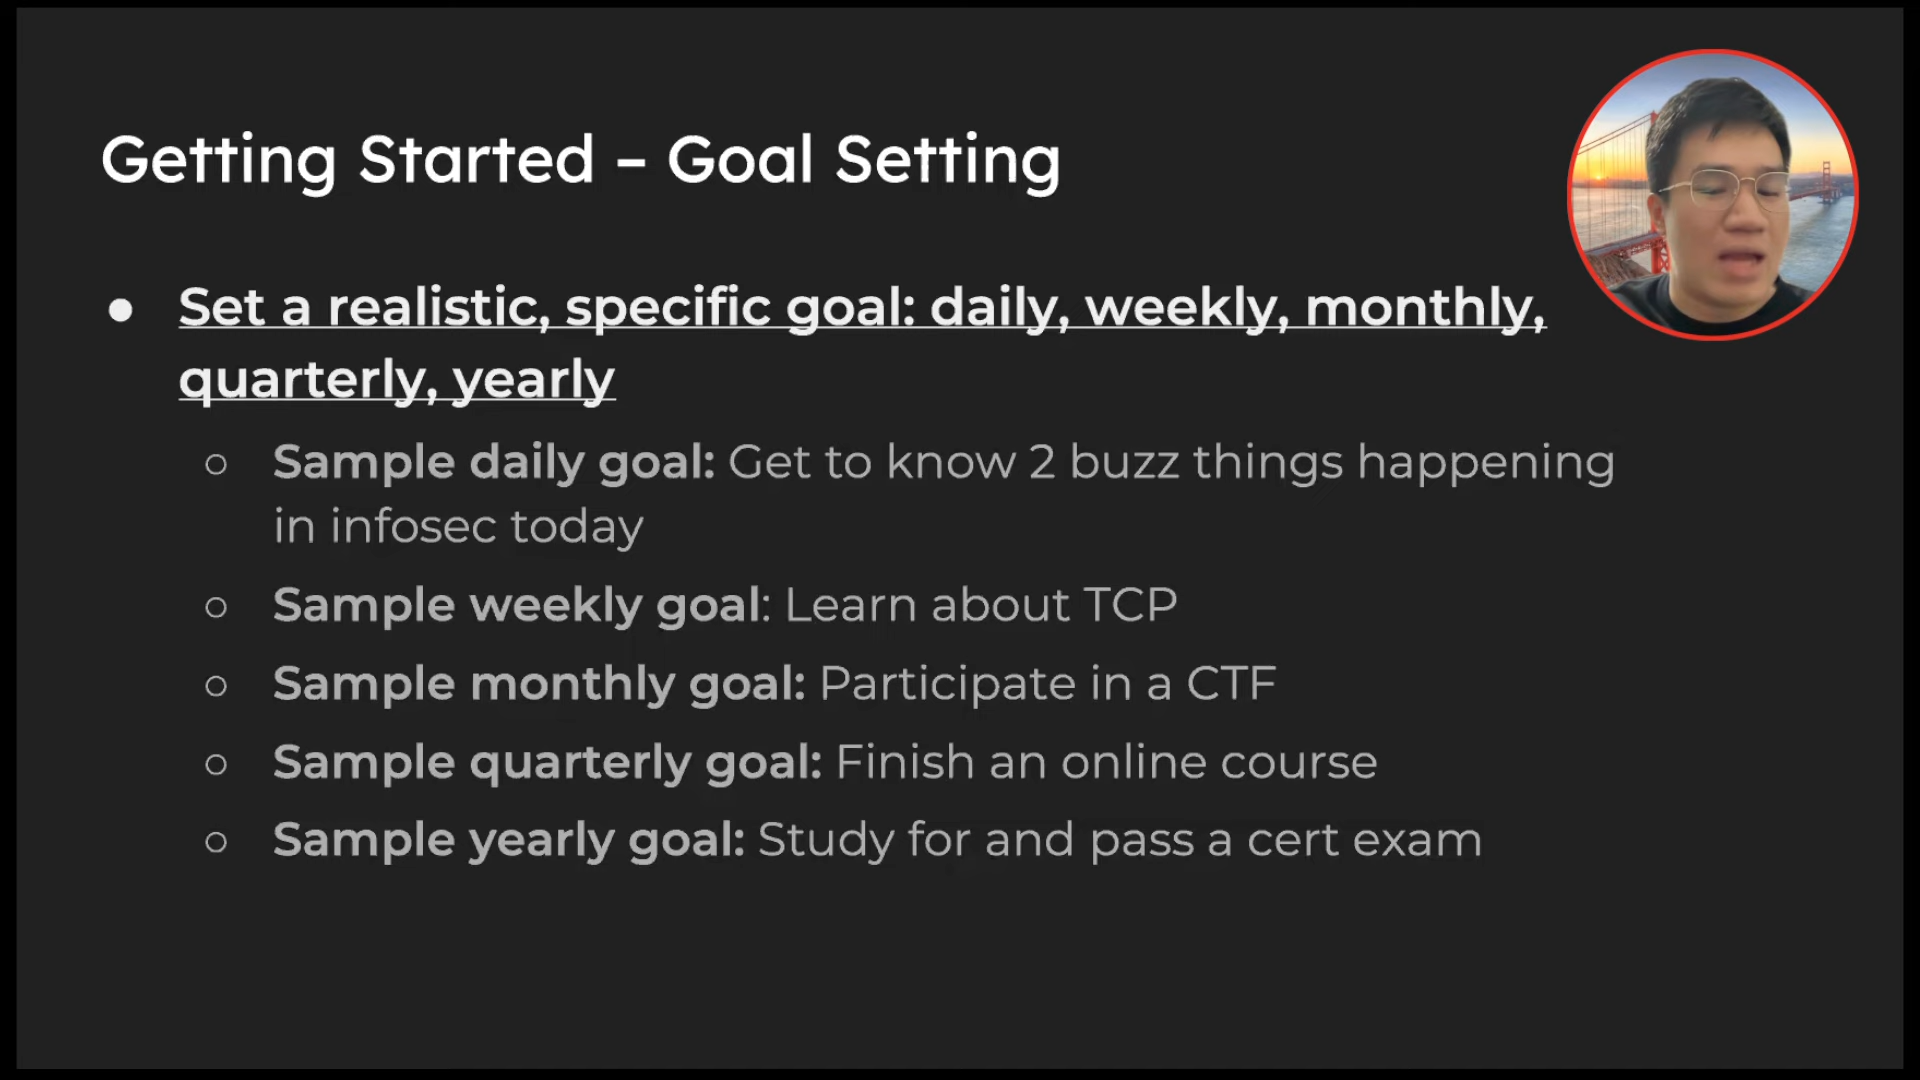 Getting Started – Goal Setting
● Set a realistic, specific goal: daily, weekly, monthly,
quarterly, yearly
○ Sample daily goal: Get to know 2 buzz things happening
in infosec today
○ Sample weekly goal: Learn about TCP
○ Sample monthly goal: Participate in a CTF
○ Sample quarterly goal: Finish an online course
○ Sample yearly goal: Study for and pass a cert exam